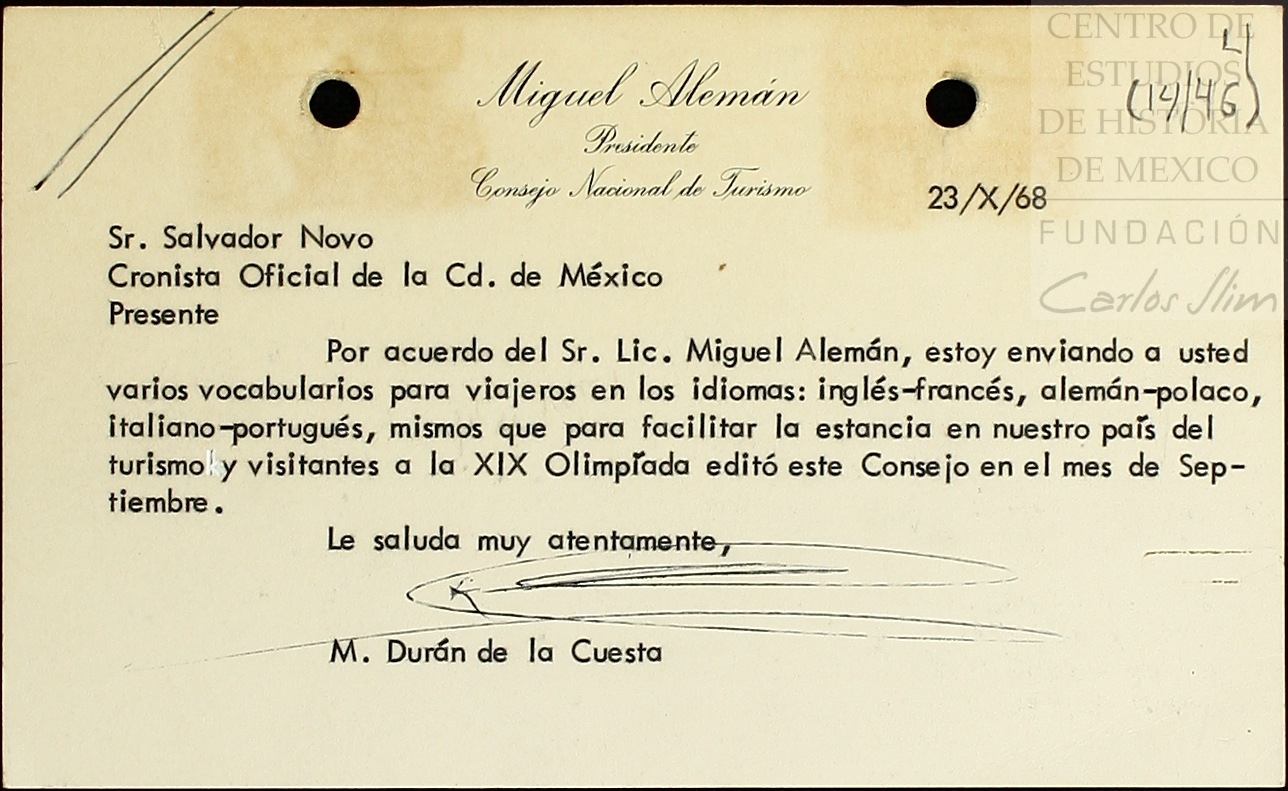 CENTRO DE
ESTUDIOS
DE HISTORIA
DE MEXICO
FUNDACIÓN
Carlos Slim
4
(14/46)
Miguel Alemán
Presidente
Consejo Nacional de Turismo
23/X/68
Sr. Salvador Novo
Cronista Oficial de la Cd. de México
Presente
Por acuerdo del Sr. Lic. Miguel Alemán, estoy enviando a usted
varios vocabularios para viajeros en los idiomas: inglés-francés, alemán-polaco,
italiano-portugués, mismos que para facilitar la estancia en nuestro país del
turismo y visitantes a la XIX Olimpíada editó este Consejo en el mes de Sep-
tiembre.
Le saluda muy atentamente,
M. Durán de la Cuesta